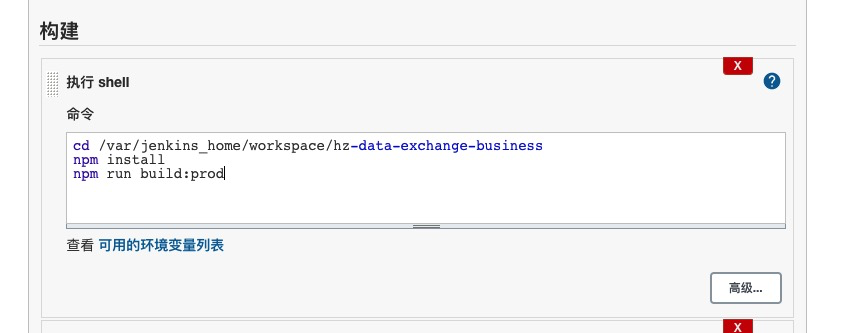 构建
X
执行 shell
?
命令
cd /var/jenkins_home/workspace/hz-data-exchange-business
npm install
npm run build:prod
查看 可用的环境变量列表
高级...
X